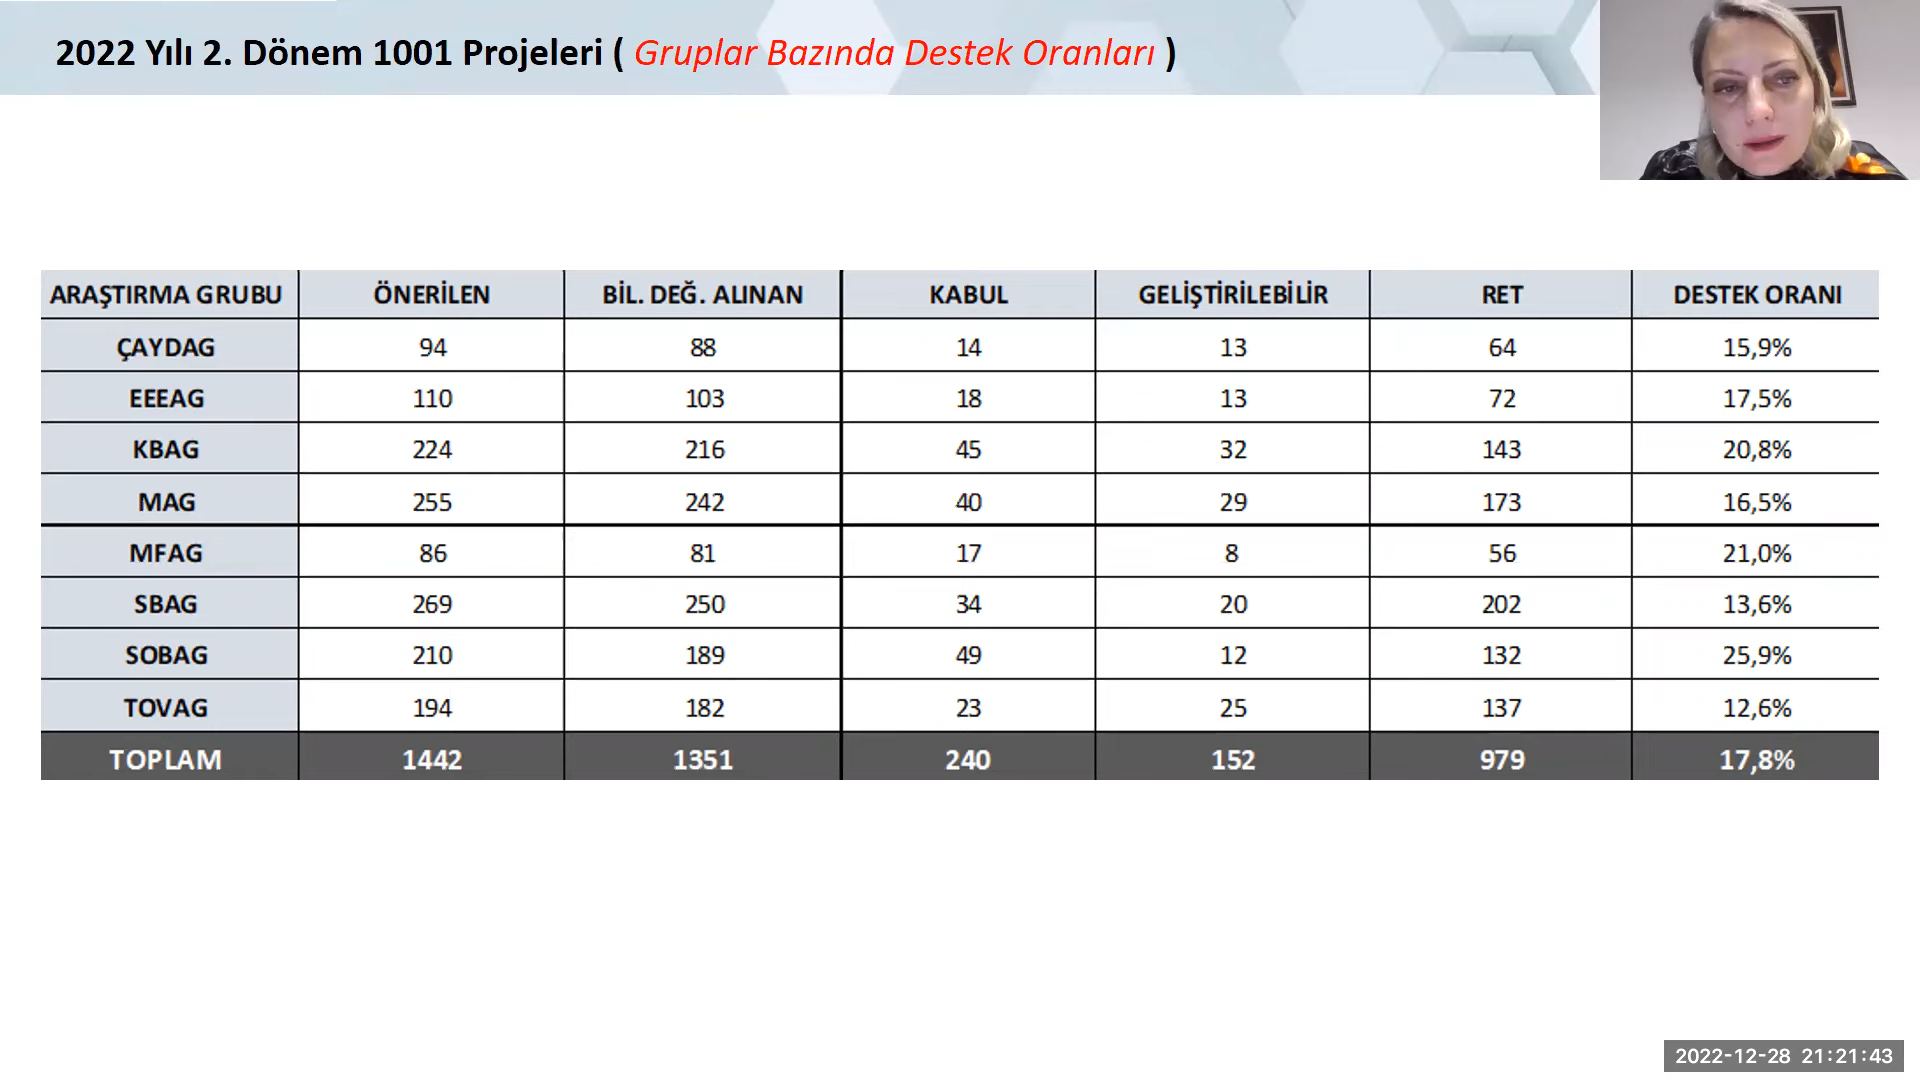 2022 Yılı 2. Dönem 1001 Projeleri ( Gruplar Bazında Destek Oranları )
ARAŞTIRMA GRUBU ÖNERİLEN BİL. DEĞ. ALINAN KABUL GELİŞTİRİLEBİLİR RET DESTEK ORANI
ÇAYDAG 94 88 14 13 64 15,9%
EEEAG 110 103 18 13 72 17,5%
KBAG 224 216 45 32 143 20,8%
MAG 255 242 40 29 173 16,5%
MFAG 86 81 17 8 56 21,0%
SBAG 269 250 34 20 202 13,6%
SOBAG 210 189 49 12 132 25,9%
TOVAG 194 182 23 25 137 12,6%
TOPLAM 1442 1351 240 152 979 17,8%
2022-12-28 21:21:43